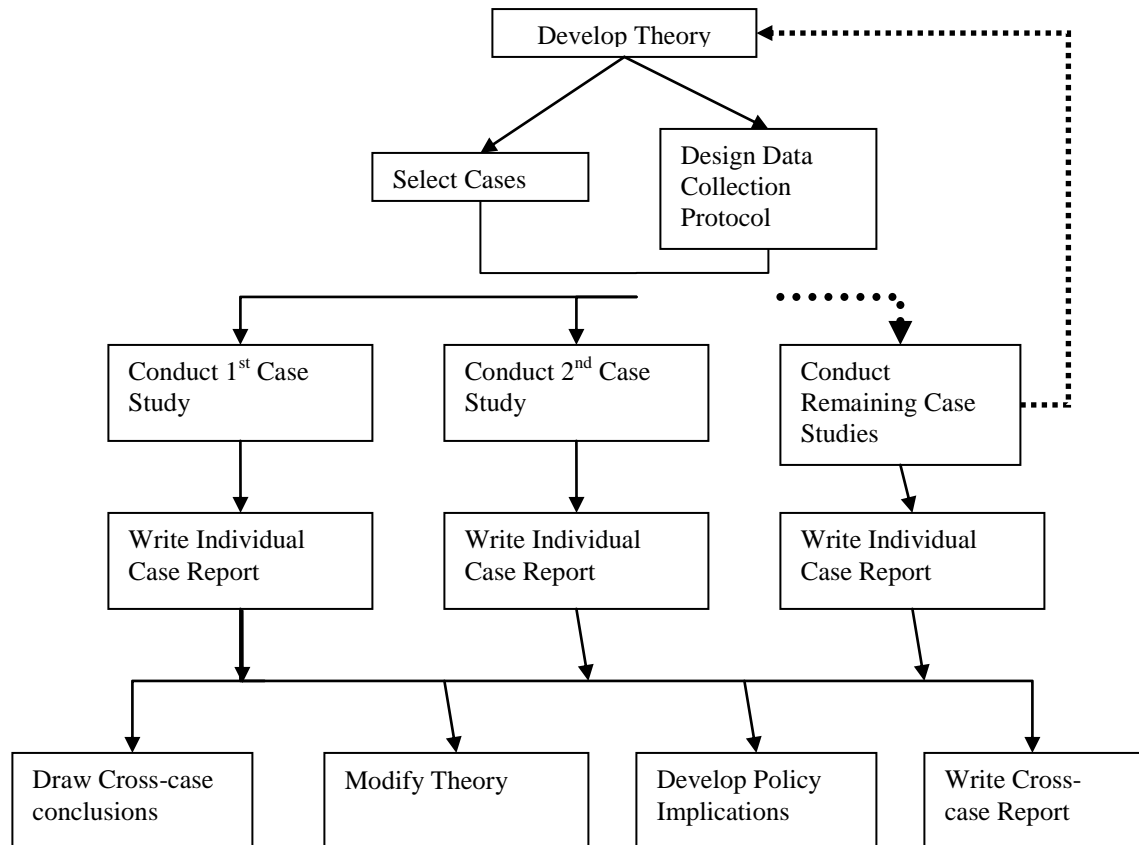 Develop Theory
Select Cases
Design Data
Collection
Protocol
Conduct 1st Case
Study
Conduct 2nd Case
Study
Conduct
Remaining Case
Studies
Write Individual
Case Report
Write Individual
Case Report
Write Individual
Case Report
Draw Cross-case
conclusions
Modify Theory
Develop Policy
Implications
Write Cross-
case Report